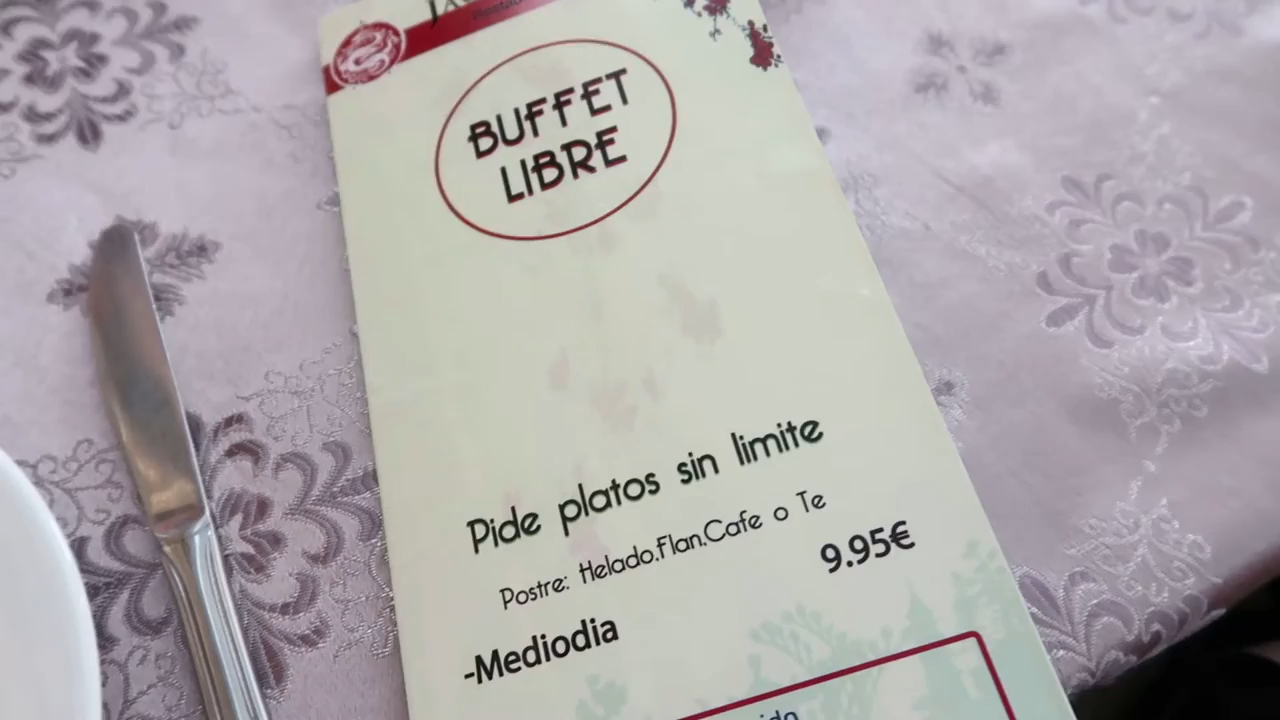 BUFFET
LIBRE
Pide platos sin limite
Postre: Helado.Flan.Cafe o Te
9.95€
-Mediodia